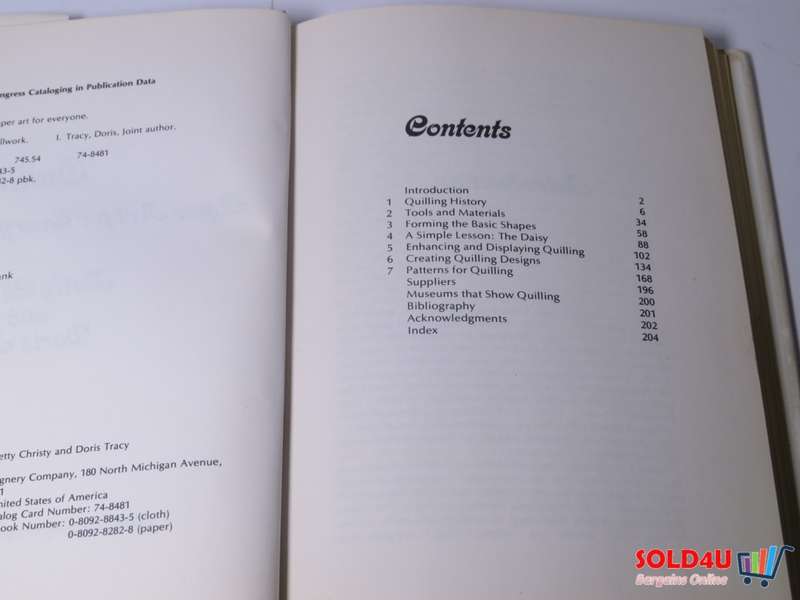 ngress Cataloging in Publication Data
per art for everyone.
llwork. I. Tracy, Doris, Joint author.
745.54 74-8481
43-5
82-8 pbk.
nk
etty Christy and Doris Tracy
gnery Company, 180 North Michigan Avenue,
1
nited States of America
alog Card Number: 74-8481
ook Number: 0-8092-8843-5 (cloth)
0-8092-8282-8 (paper)
Contents
Introduction 2
1 Quilling History 6
2 Tools and Materials 34
3 Forming the Basic Shapes 58
4 A Simple Lesson: The Daisy 88
5 Enhancing and Displaying Quilling 102
6 Creating Quilling Designs 134
7 Patterns for Quilling 168
Suppliers 196
Museums that Show Quilling 200
Bibliography 201
Acknowledgments 202
Index 204
SOLD4U
Bargains Online